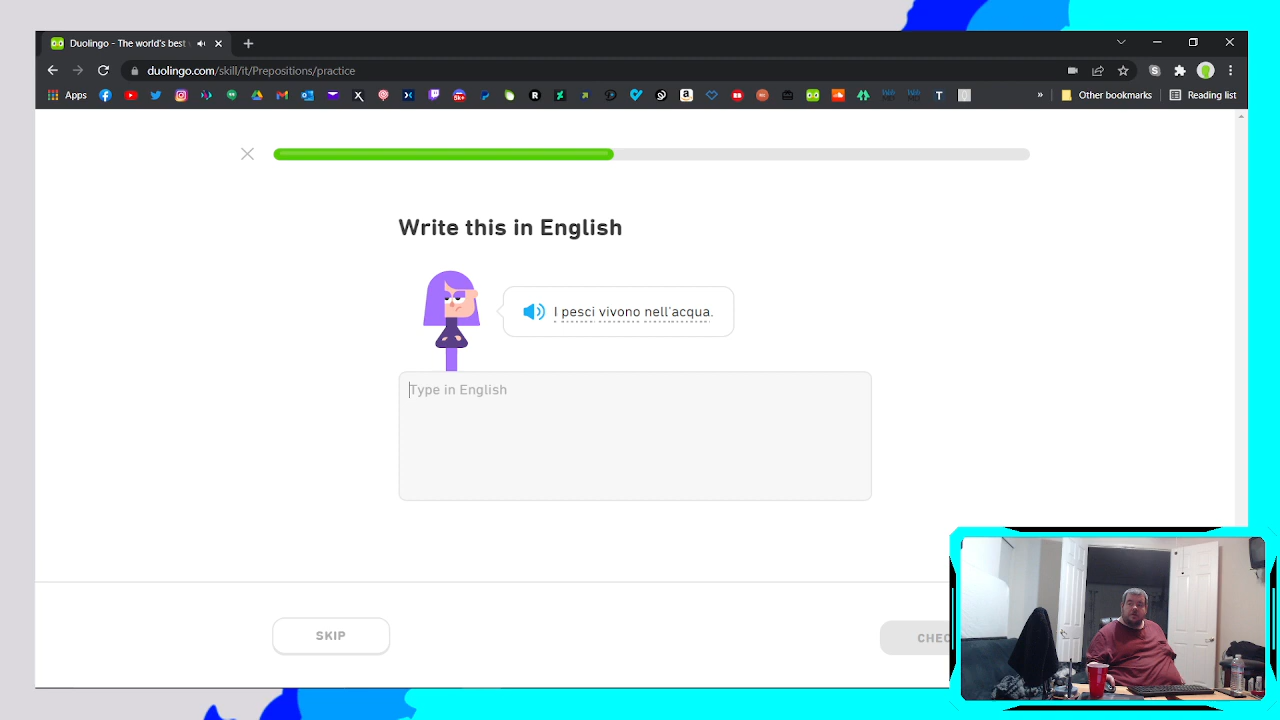 Duolingo - The world's best
duolingo.com/skill/it/Prepositions/practice
Apps
Other bookmarks
Reading list
Write this in English
I pesci vivono nell'acqua.
Type in English
SKIP